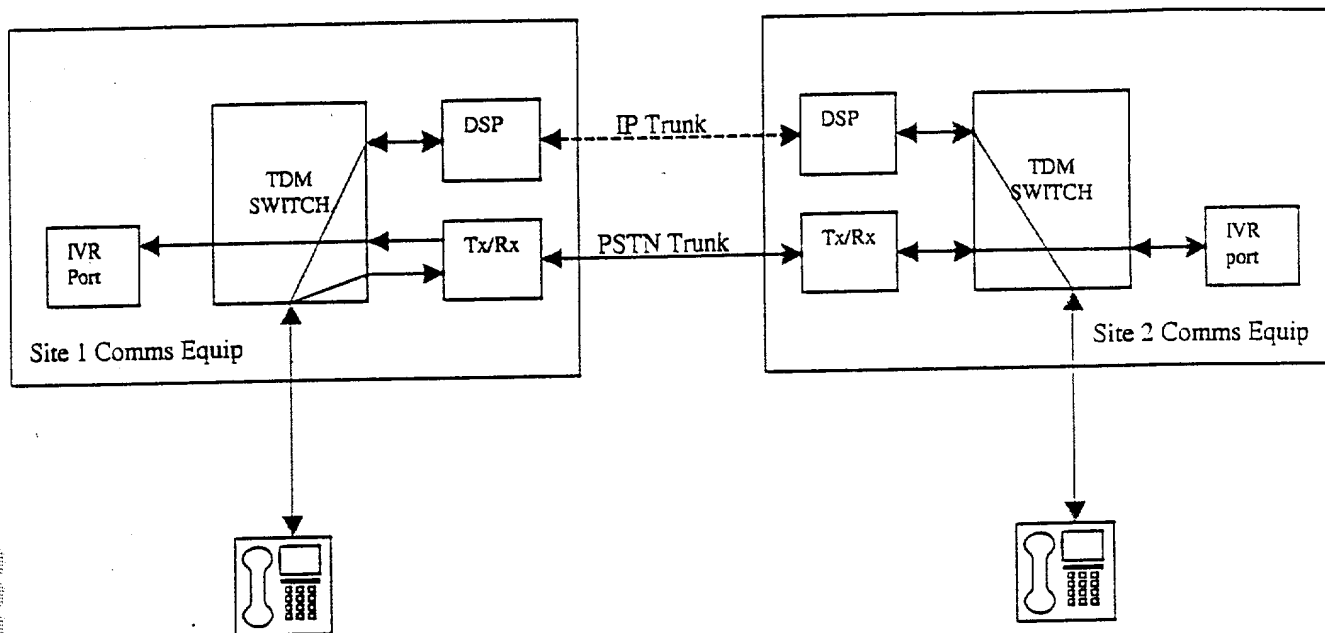 DSP
IP Trunk
DSP
TDM
SWITCH
TDM
SWITCH
IVR
Port
Tx/Rx
PSTN Trunk
Tx/Rx
IVR
port
Site 1 Comms Equip
Site 2 Comms Equip